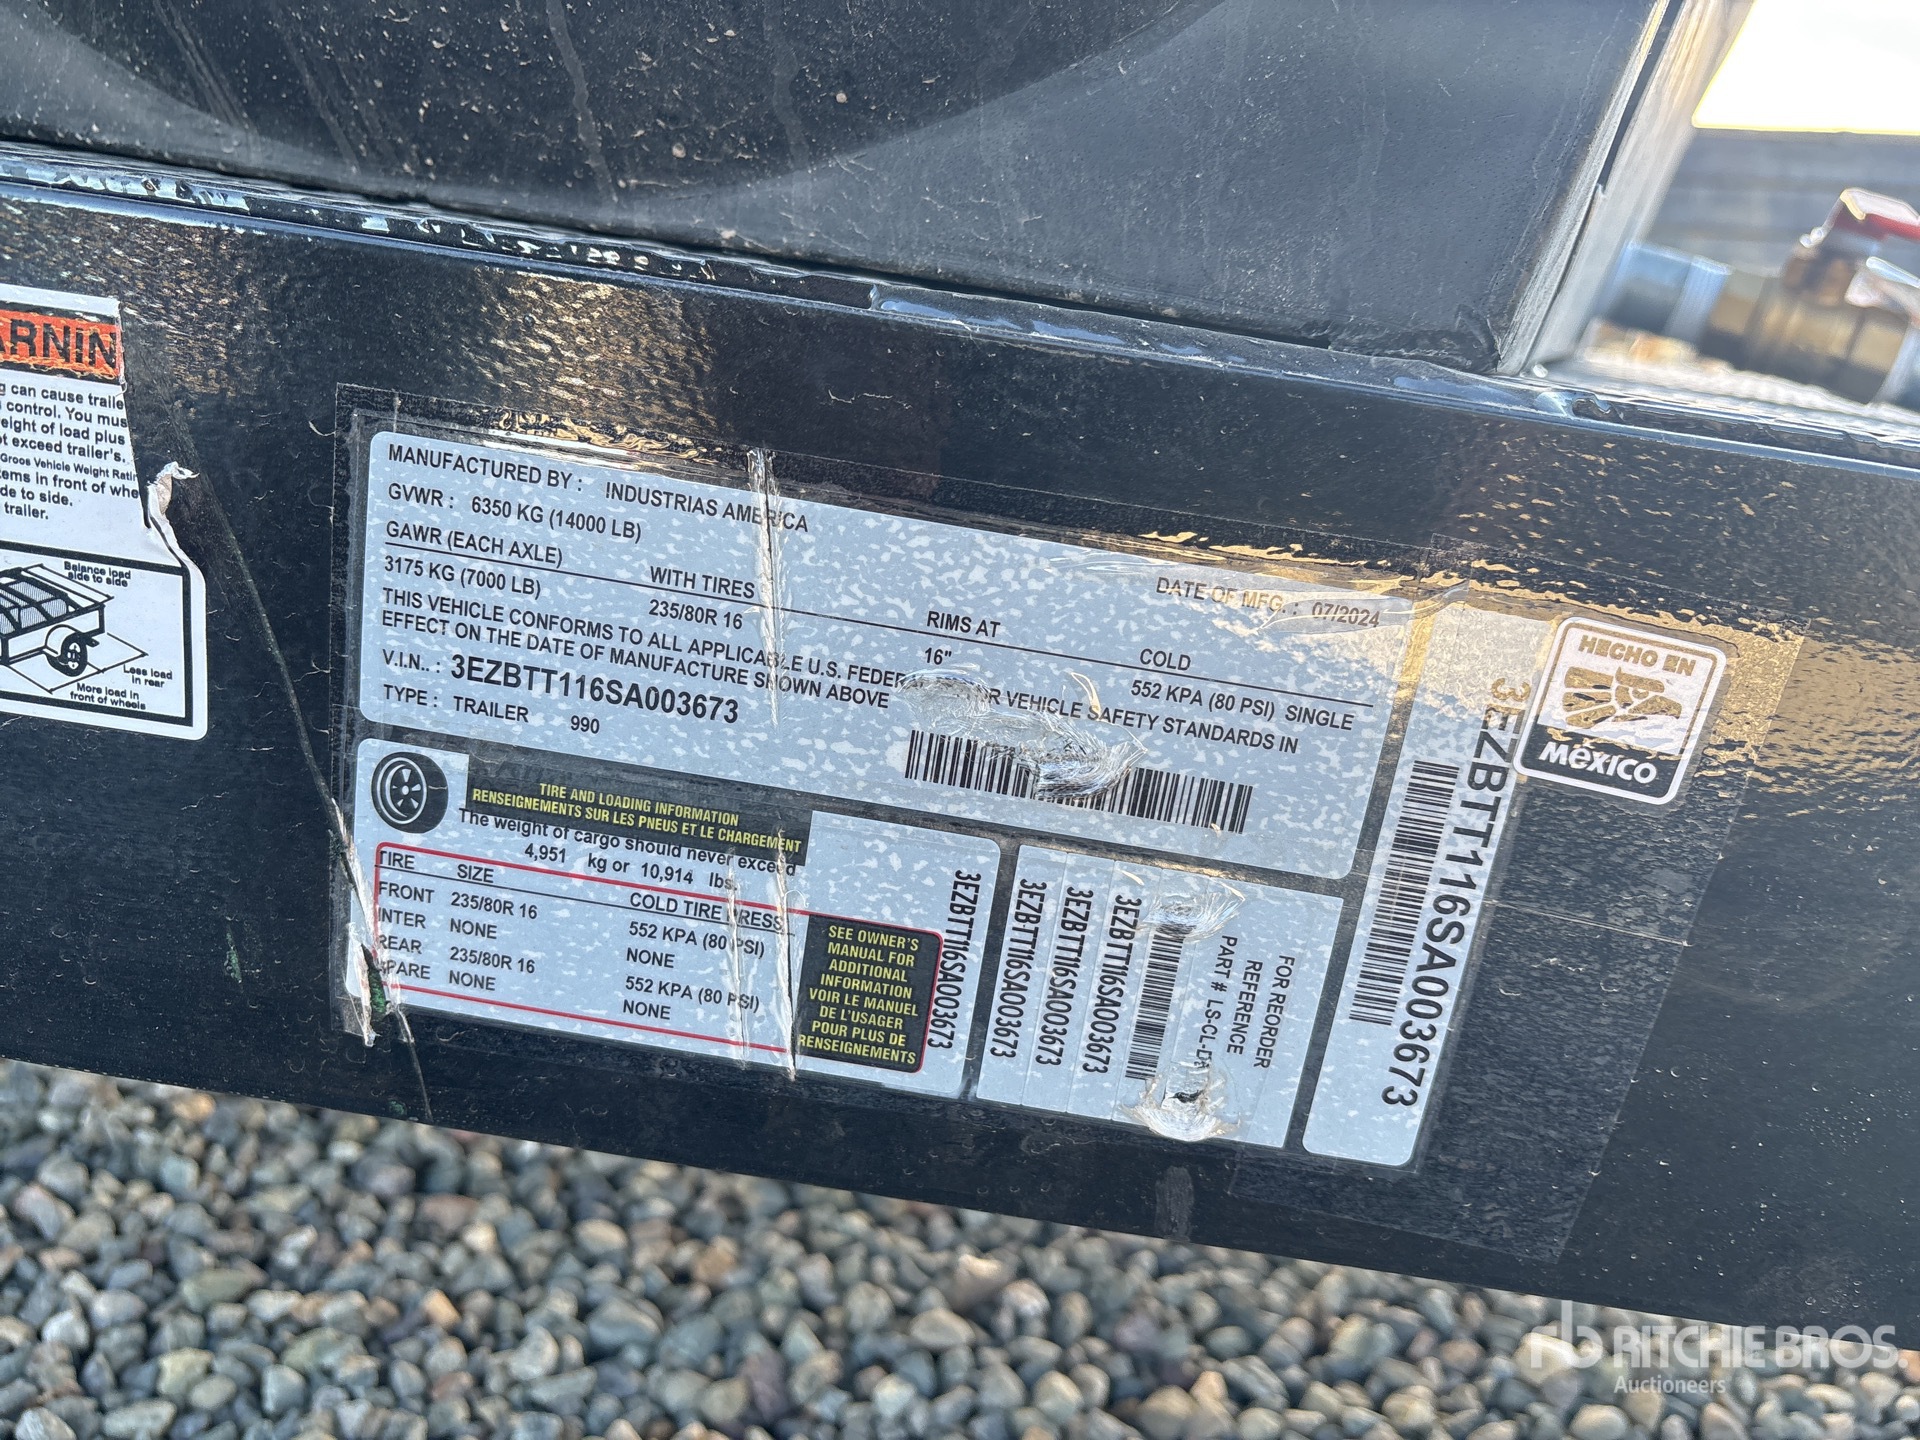 ARNIN
g can cause traile
control. You mus
eight of load plus
ot exceed trailer's.
Gross Vehicle Weight Ratin
tems in front of whe
de to side.
trailer.
Balance load
side to side
Less load
in rear
More load in
front of wheels
MANUFACTURED BY : INDUSTRIAS AMERICA
GVWR : 6350 KG (14000 LB)
DATE OF MFG. : 07/2024
GAWR (EACH AXLE) WITH TIRES RIMS AT COLD
3175 KG (7000 LB) 235/80R 16 16" 552 KPA (80 PSI) SINGLE
THIS VEHICLE CONFORMS TO ALL APPLICABLE U.S. FEDER R VEHICLE SAFETY STANDARDS IN
EFFECT ON THE DATE OF MANUFACTURE SHOWN ABOVE
V.I.N.. : 3EZBTT116SA003673
TYPE : TRAILER 990
TIRE AND LOADING INFORMATION
RENSEIGNEMENTS SUR LES PNEUS ET LE CHARGEMENT
The weight of cargo should never exceed
4,951 kg or 10,914 lbs.
TIRE SIZE COLD TIRE PRESS
FRONT 235/80R 16 552 KPA (80 PSI)
INTER NONE NONE
REAR 235/80R 16 552 KPA (80 PSI)
SPARE NONE NONE
SEE OWNER'S
MANUAL FOR
ADDITIONAL
INFORMATION
VOIR LE MANUEL
DE L'USAGER
POUR PLUS DE
RENSEIGNEMENTS
3EZBTT116SA003673
3EZBTT116SA003673
3EZBTT116SA003673
3EZBTT116SA003673
FOR REORDER
REFERENCE
PART # LS-CL-D
3EZBTT116SA003673
HECHO EN
MéXICO
rb RITCHIE BROS.
Auctioneers